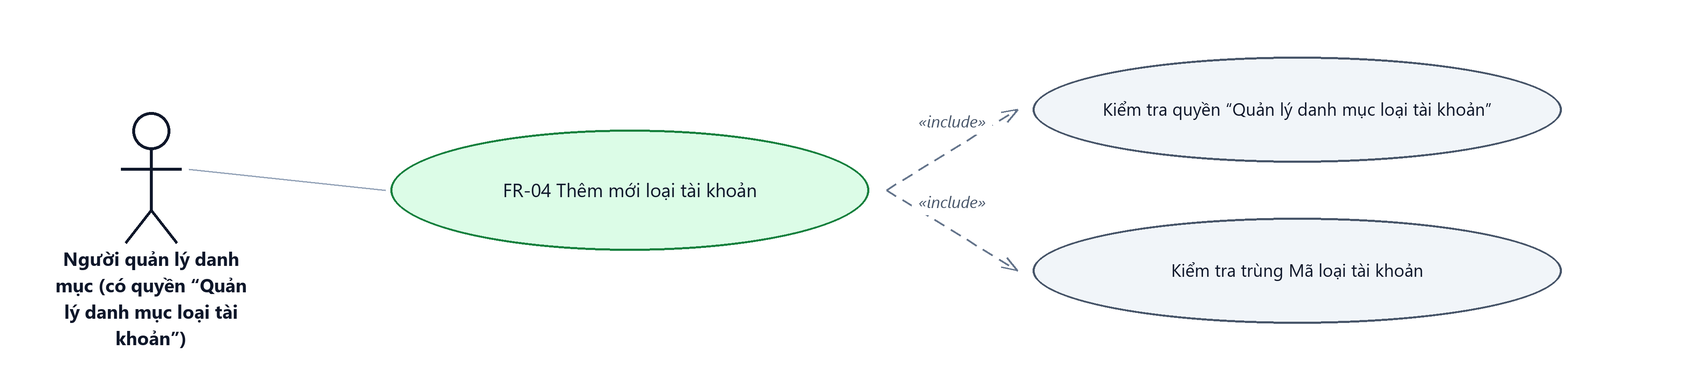 Người quản lý danh
mục (có quyền “Quản
lý danh mục loại tài
khoản”)
FR-04 Thêm mới loại tài khoản
«include»
«include»
Kiểm tra quyền “Quản lý danh mục loại tài khoản”
Kiểm tra trùng Mã loại tài khoản